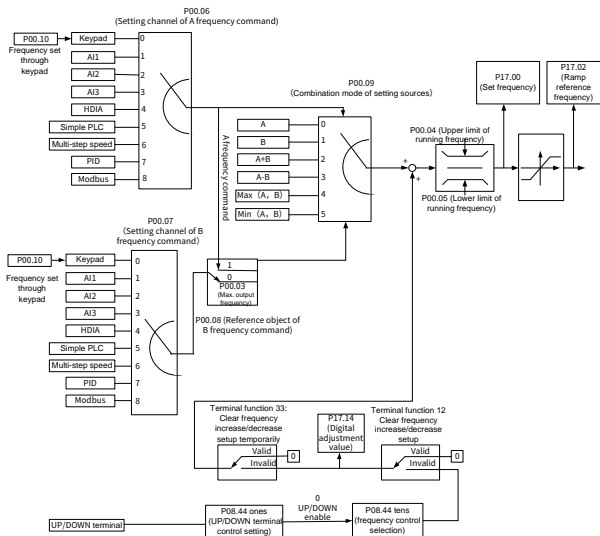 P00.06
(Setting channel of A frequency command)
P00.10
Frequency set
through
keypad
Keypad
0
AI1
1
AI2
2
AI3
3
HDIA
4
Simple PLC
5
Multi-step speed
6
PID
7
Modbus
8
A frequency command
P00.09
(Combination mode of setting sources)
A
0
B
1
A+B
2
A-B
3
Max（A，B）
4
Min（A，B）
5
+
+
P00.04 (Upper limit of
running frequency)
P00.05 (Lower limit of
running frequency)
P17.00
(Set frequency)
P17.02
(Ramp
reference
frequency)
P00.07
(Setting channel of B
frequency command)
P00.10
Frequency set
through
keypad
Keypad
0
AI1
1
AI2
2
AI3
3
HDIA
4
Simple PLC
5
Multi-step speed
6
PID
7
Modbus
8
1
0
P00.03
(Max. output
frequency)
P00.08 (Reference object of
B frequency command)
Terminal function 33:
Clear frequency
increase/decrease
setup temporarily
Valid
Invalid
0
P17.14
(Digital
adjustment
value)
Terminal function 12
Clear frequency
increase/decrease
setup
Valid
Invalid
0
UP/DOWN terminal
P08.44 ones
(UP/DOWN terminal
control setting)
0
UP/DOWN
enable
P08.44 tens
(frequency control
selection)